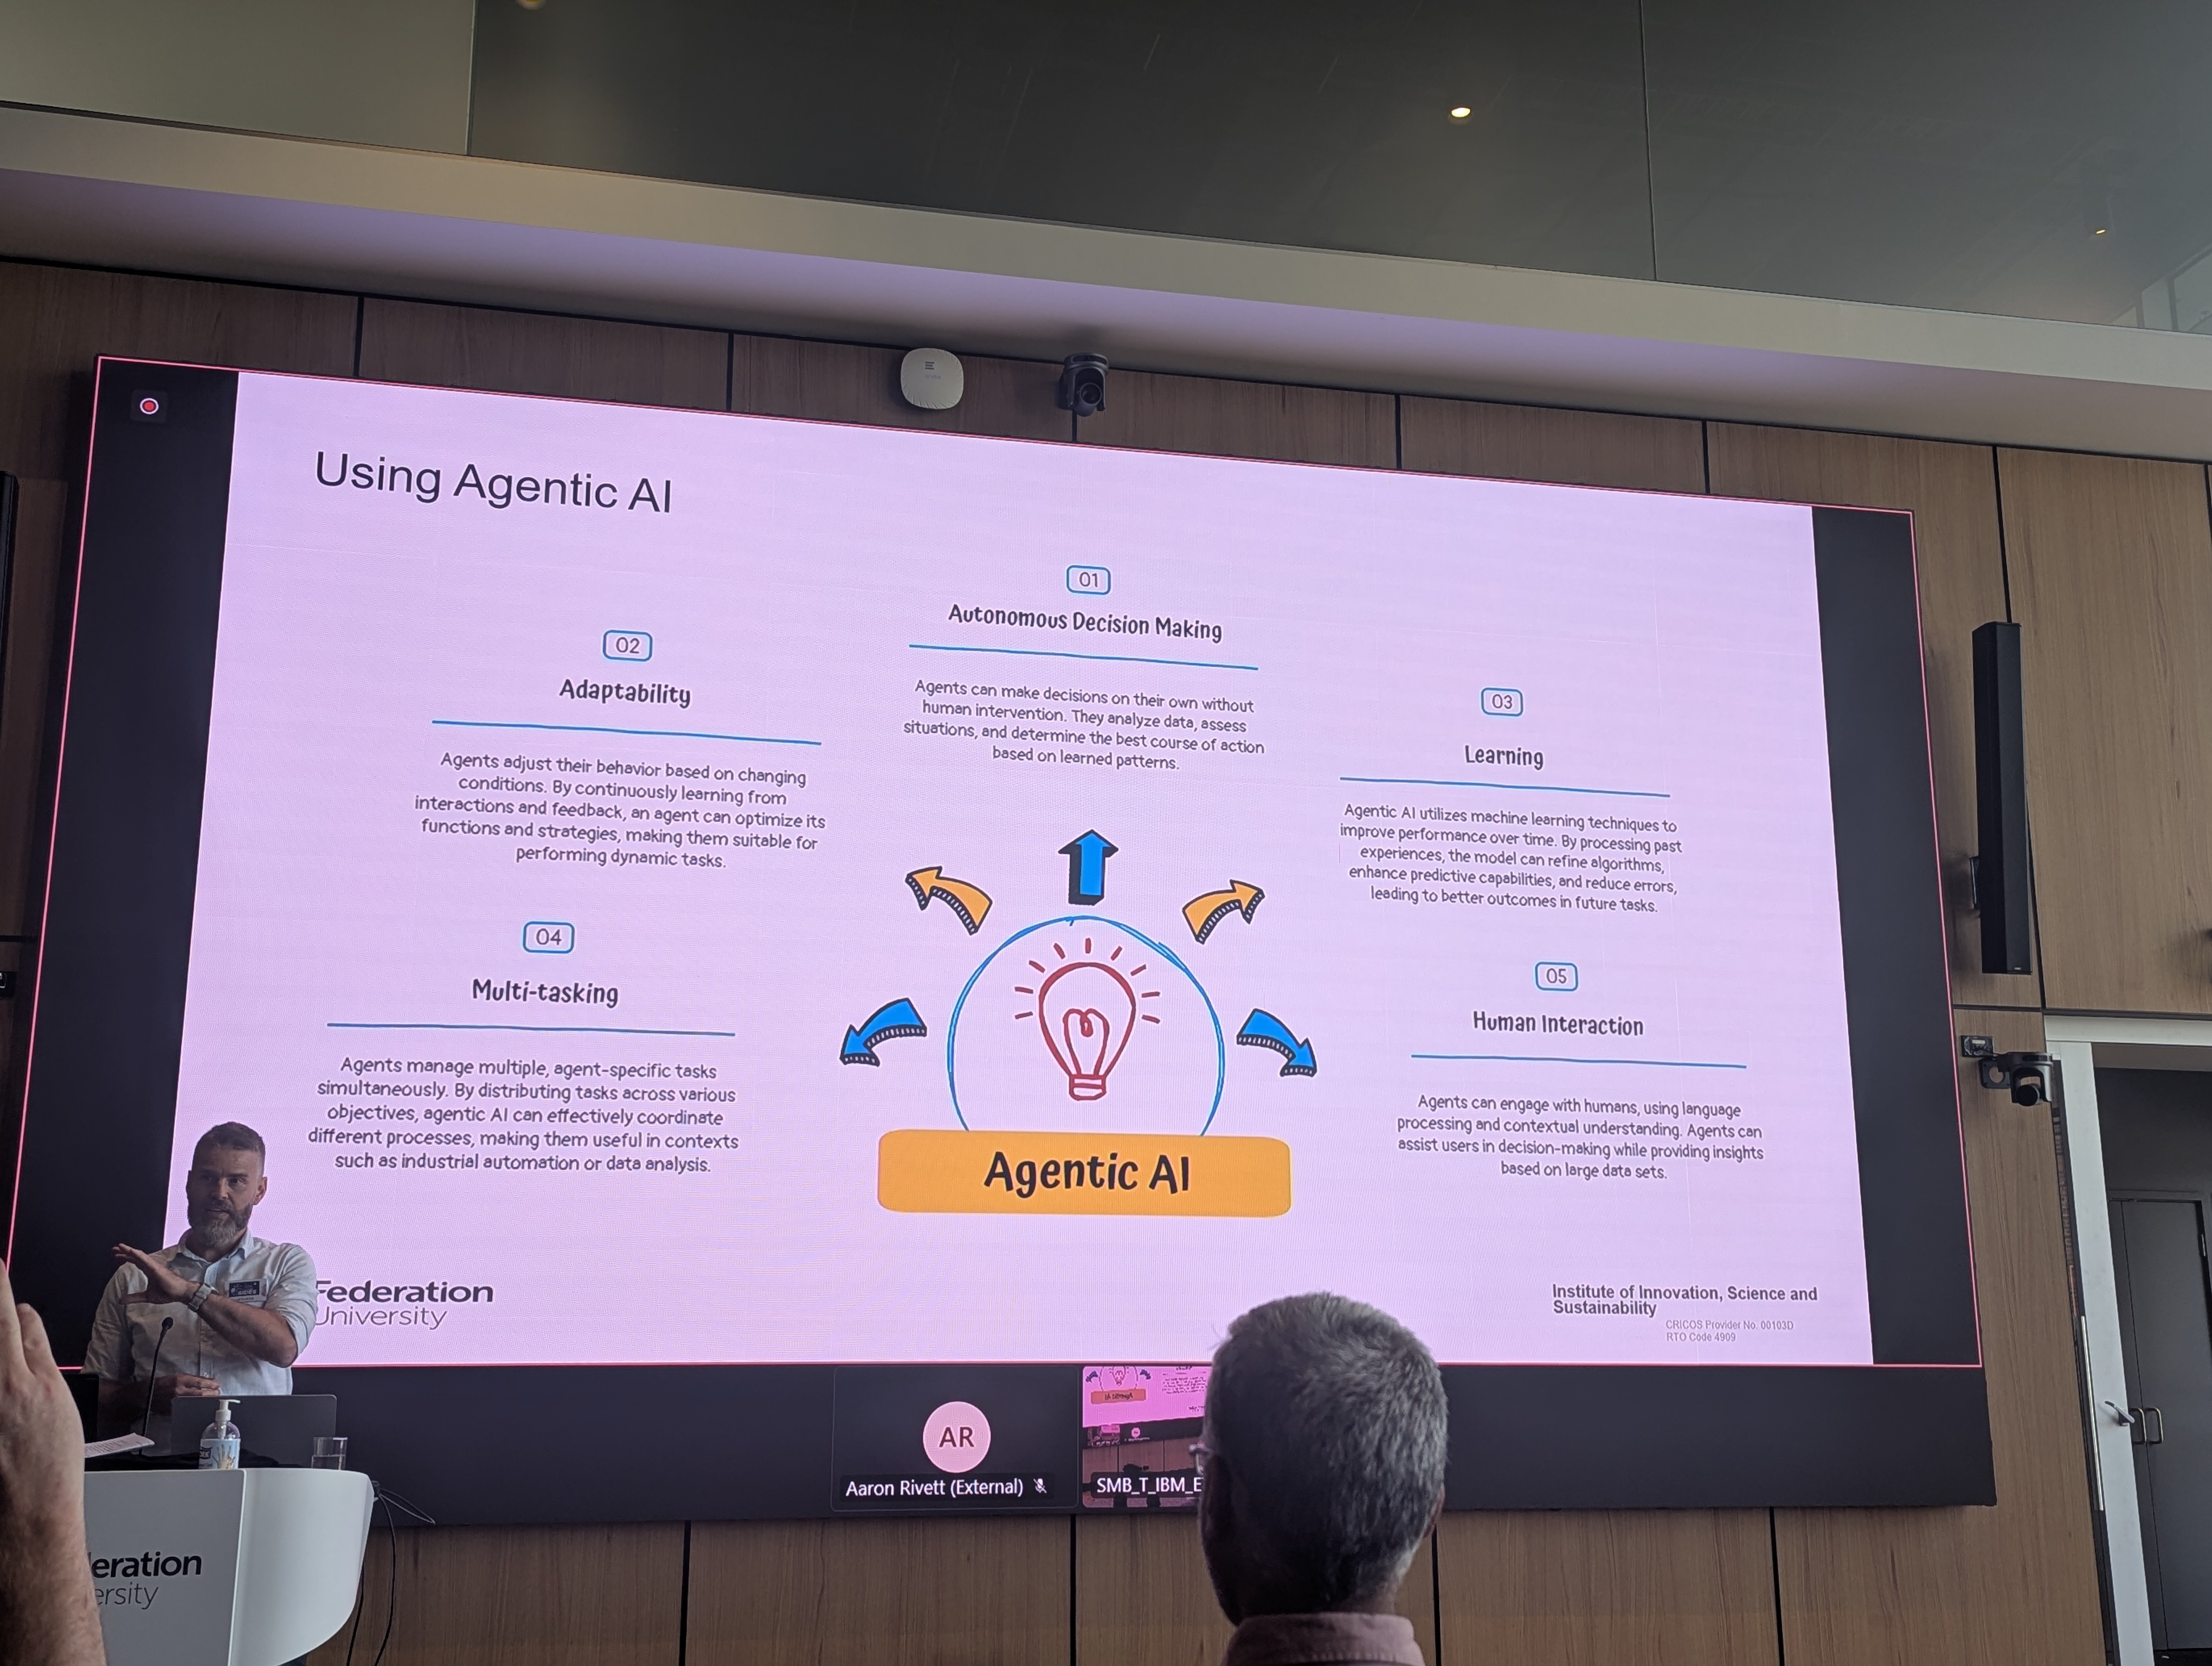 Using Agentic AI
01
Autonomous Decision Making
Agents can make decisions on their own without
human intervention. They analyze data, assess
situations, and determine the best course of action
based on learned patterns.
02
Adaptability
Agents adjust their behavior based on changing
conditions. By continuously learning from
interactions and feedback, an agent can optimize its
functions and strategies, making them suitable for
performing dynamic tasks.
03
Learning
Agentic AI utilizes machine learning techniques to
improve performance over time. By processing past
experiences, the model can refine algorithms,
enhance predictive capabilities, and reduce errors,
leading to better outcomes in future tasks.
04
Multi-tasking
Agents manage multiple, agent-specific tasks
simultaneously. By distributing tasks across various
objectives, agentic AI can effectively coordinate
different processes, making them useful in contexts
such as industrial automation or data analysis.
05
Human Interaction
Agents can engage with humans, using language
processing and contextual understanding. Agents can
assist users in decision-making while providing insights
based on large data sets.
Agentic AI
Federation
University
Institute of Innovation, Science and
Sustainability
CRICOS Provider No. 00103D
RTO Code 4909
AR
Aaron Rivett (External)
SMB_T_IBM_E
eration
ersity